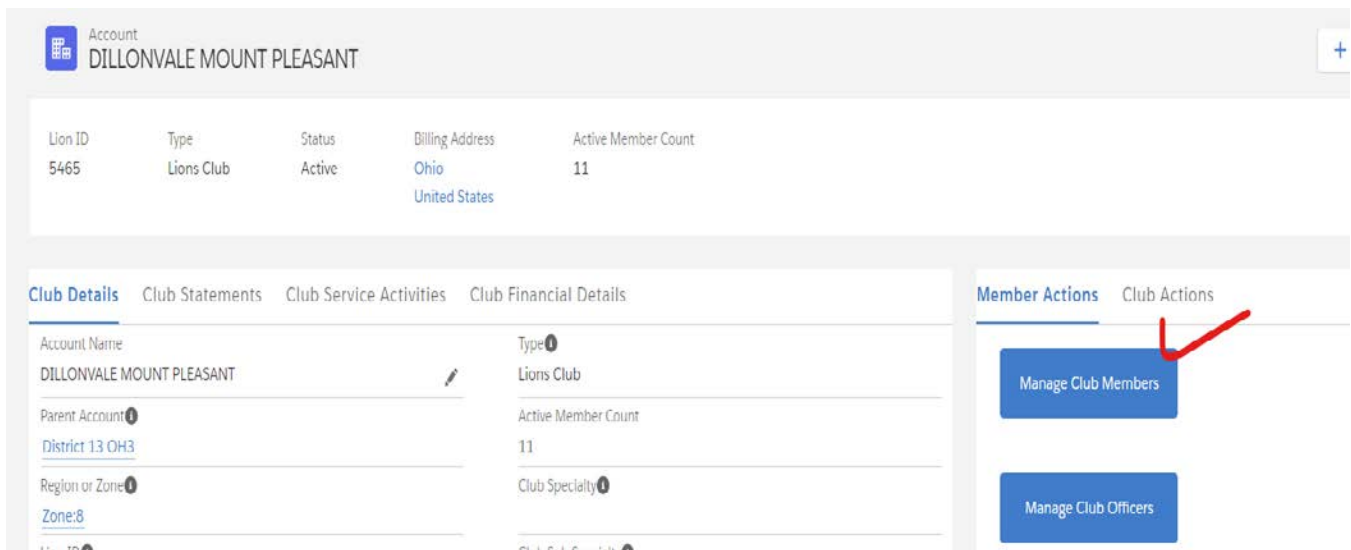 Account
DILLONVALE MOUNT PLEASANT
+
Lion ID Type Status Billing Address Active Member Count
5465 Lions Club Active Ohio 11
United States
Club Details Club Statements Club Service Activities Club Financial Details
Member Actions Club Actions
Account Name Type
DILLONVALE MOUNT PLEASANT Lions Club
Manage Club Members
Parent Account Active Member Count
District 13 OH3 11
Region or Zone Club Specialty
Zone:8
Manage Club Officers